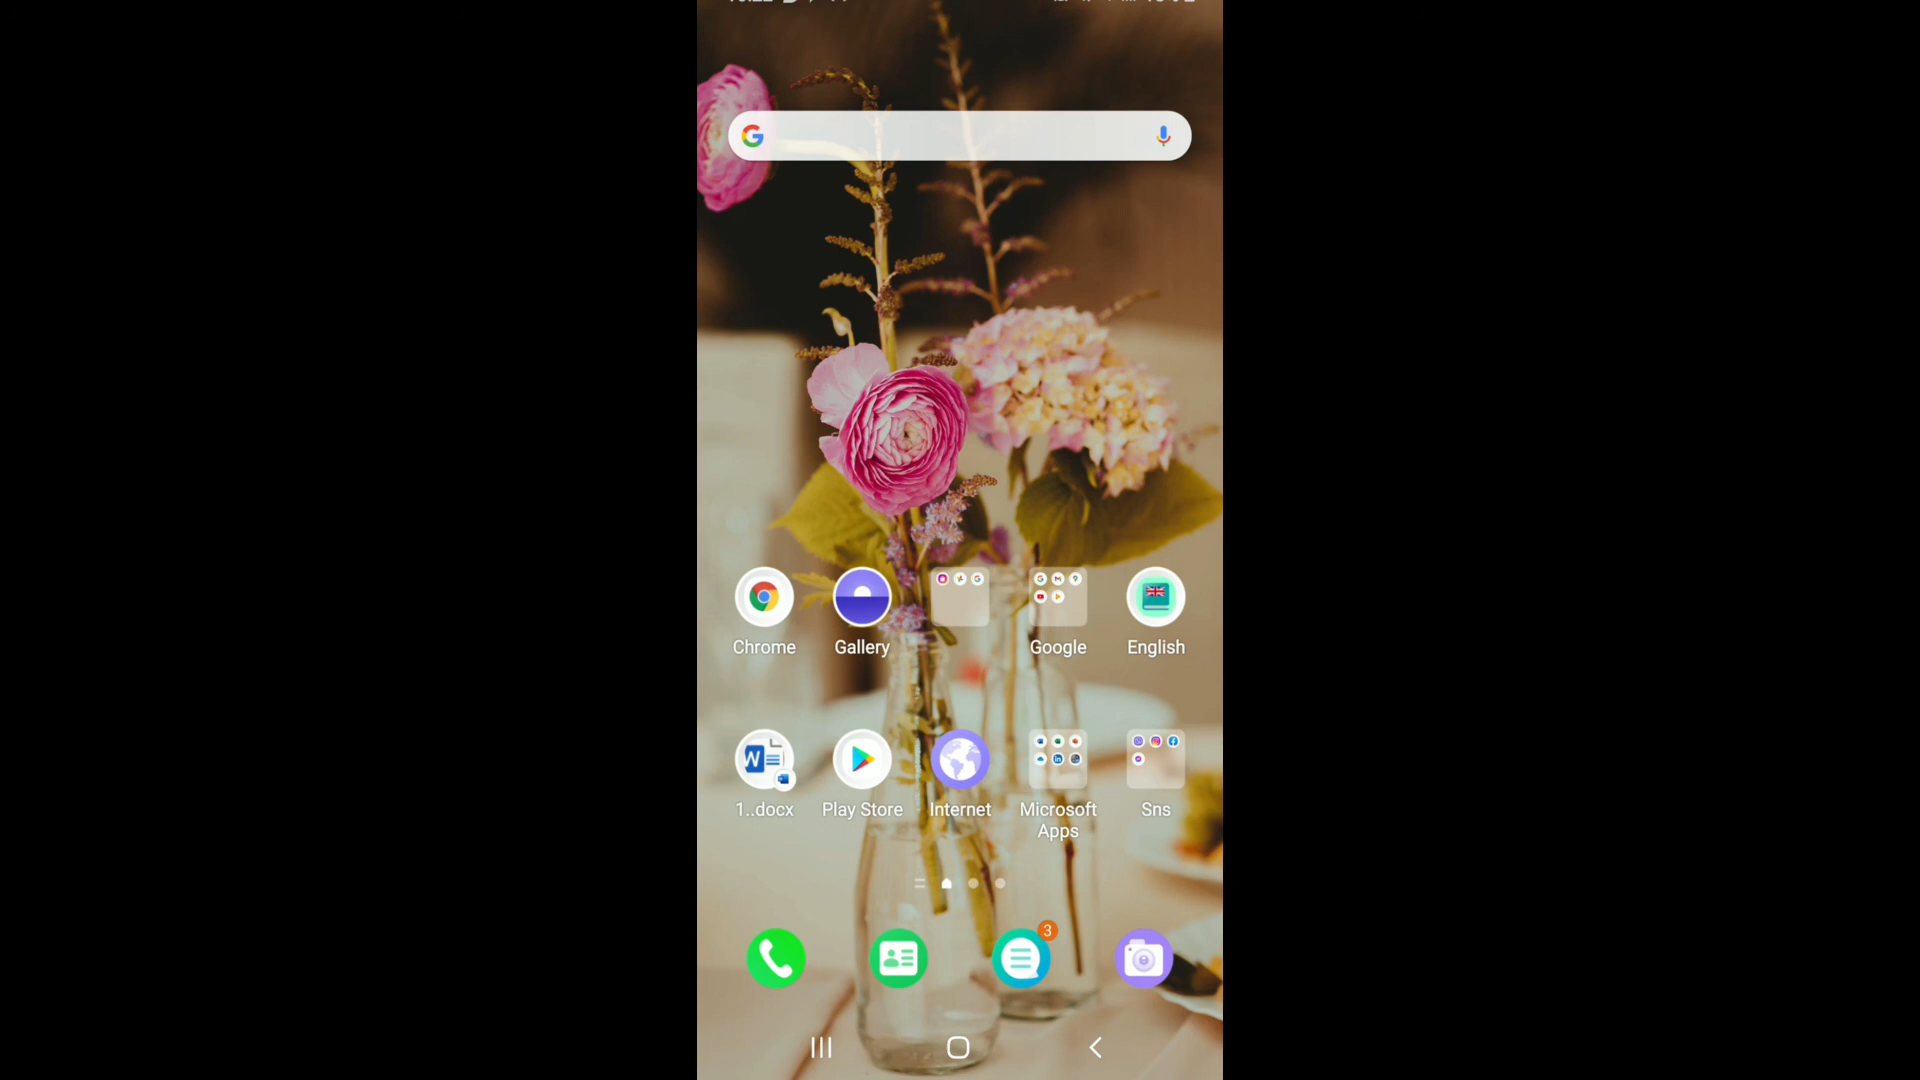 Chrome
Gallery
Google
English
1..docx
Play Store
Internet
Microsoft
Apps
Sns
3